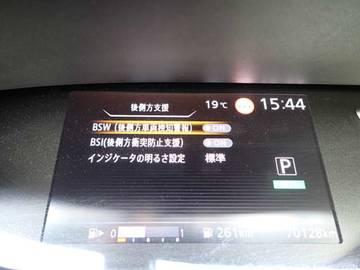 後側方支援 19℃ 15:44
BSW (後側方車両検知警報) ON
BSI(後側方衝突防止支援) ON
インジケータの明るさ設定 標準
P
0 1 261km 70128km